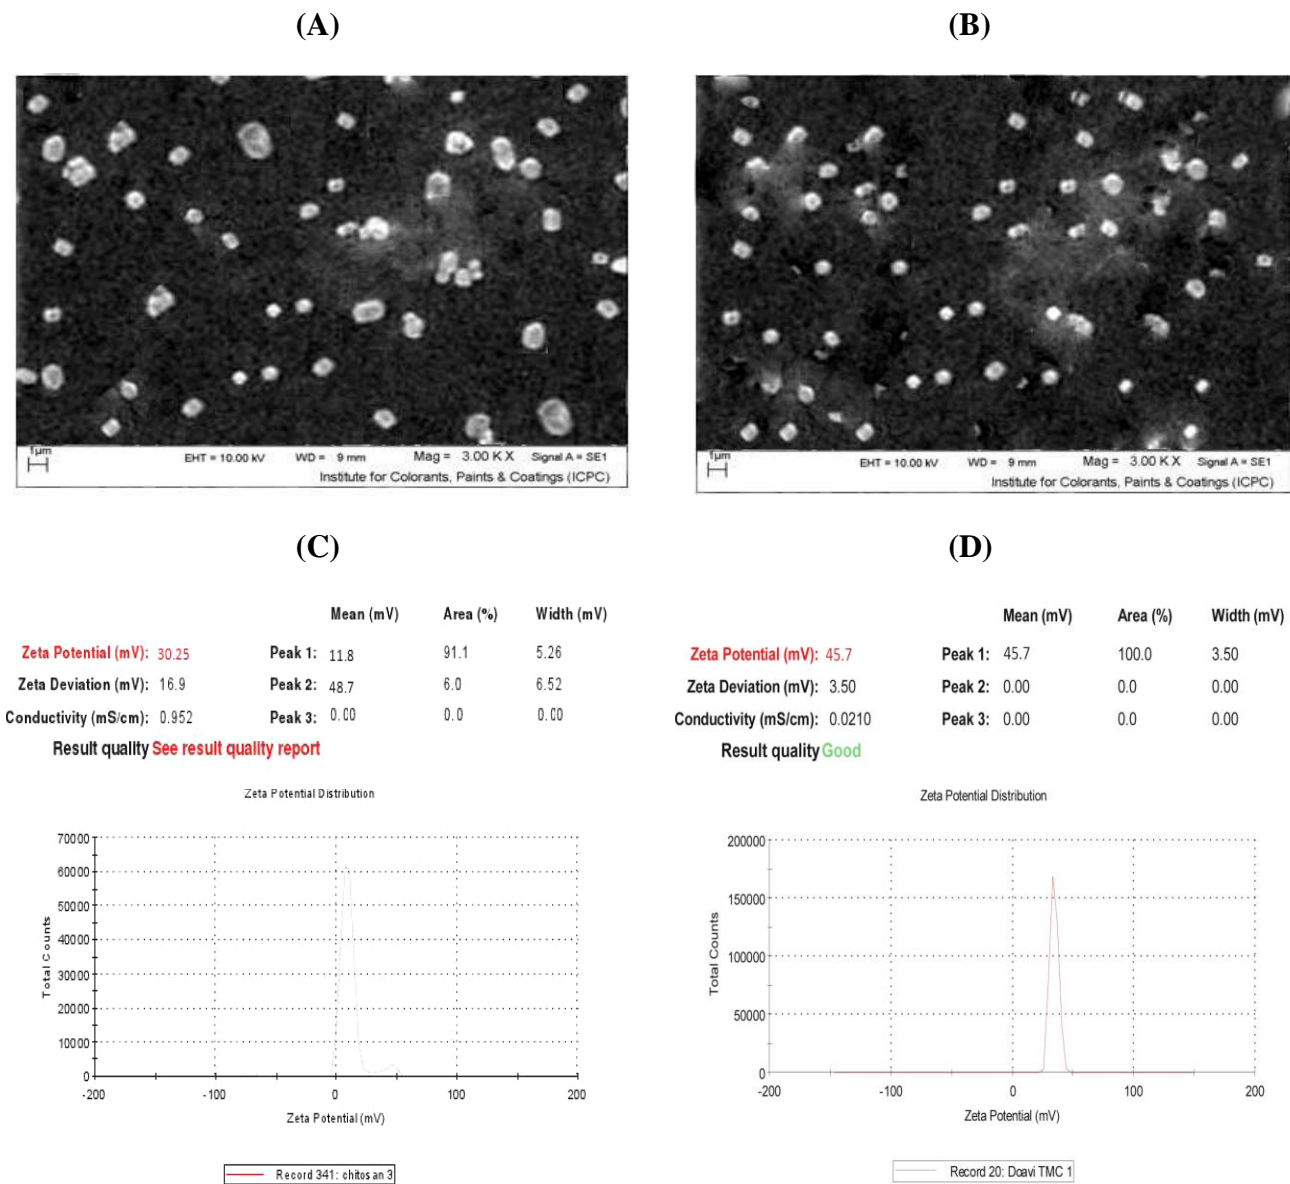 (A)
(B)
1µm
EHT = 10.00 kV WD = 9 mm Mag = 3.00 K X Signal A = SE1
Institute for Colorants, Paints & Coatings (ICPC)
1µm
EHT = 10.00 kV WD = 9 mm Mag = 3.00 K X Signal A = SE1
Institute for Colorants, Paints & Coatings (ICPC)
(C)
Mean (mV) Area (%) Width (mV)
Zeta Potential (mV): 30.25 Peak 1: 11.8 91.1 5.26
Zeta Deviation (mV): 16.9 Peak 2: 48.7 6.0 6.52
Conductivity (mS/cm): 0.952 Peak 3: 0.00 0.0 0.00
Result quality See result quality report
Zeta Potential Distribution
70000
60000
50000
40000
30000
20000
10000
0
Total Counts
-200 -100 0 100 200
Zeta Potential (mV)
Record 341: chitosan 3
(D)
Mean (mV) Area (%) Width (mV)
Zeta Potential (mV): 45.7 Peak 1: 45.7 100.0 3.50
Zeta Deviation (mV): 3.50 Peak 2: 0.00 0.0 0.00
Conductivity (mS/cm): 0.0210 Peak 3: 0.00 0.0 0.00
Result quality Good
Zeta Potential Distribution
200000
150000
100000
50000
0
Total Counts
-200 -100 0 100 200
Zeta Potential (mV)
Record 20: Doavi TMC 1